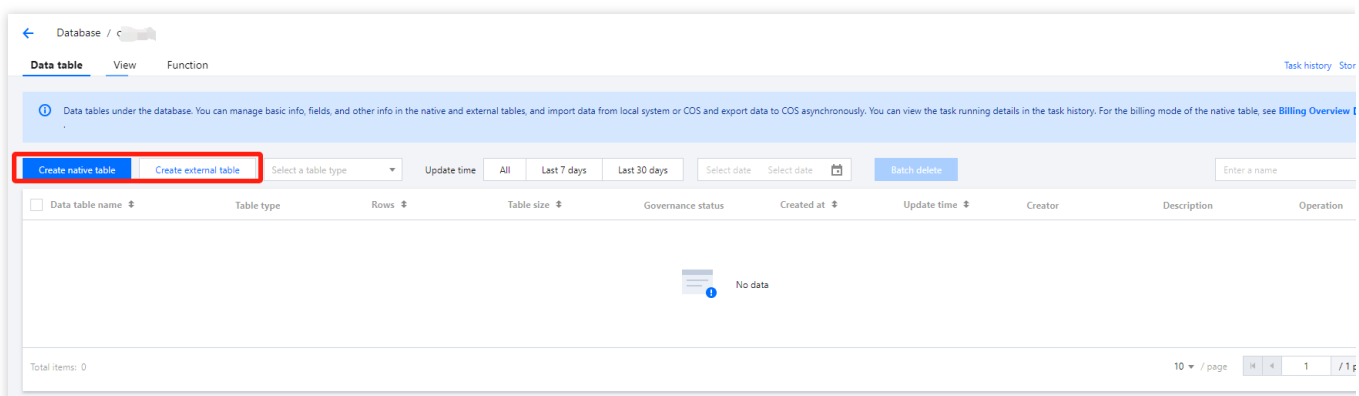 Database /
Data table View Function Task history
Data tables under the database. You can manage basic info, fields, and other info in the native and external tables, and import data from local system or COS and export data to COS asynchronously. You can view the task running details in the task history. For the billing mode of the native table, see Billing Overview
.
Create native table Create external table Select a table type Update time All Last 7 days Last 30 days Select date Select date Batch delete Enter a name
Data table name Table type Rows Table size Governance status Created at Update time Creator Description Operation
No data
Total items: 0 10 / page 1 / 1